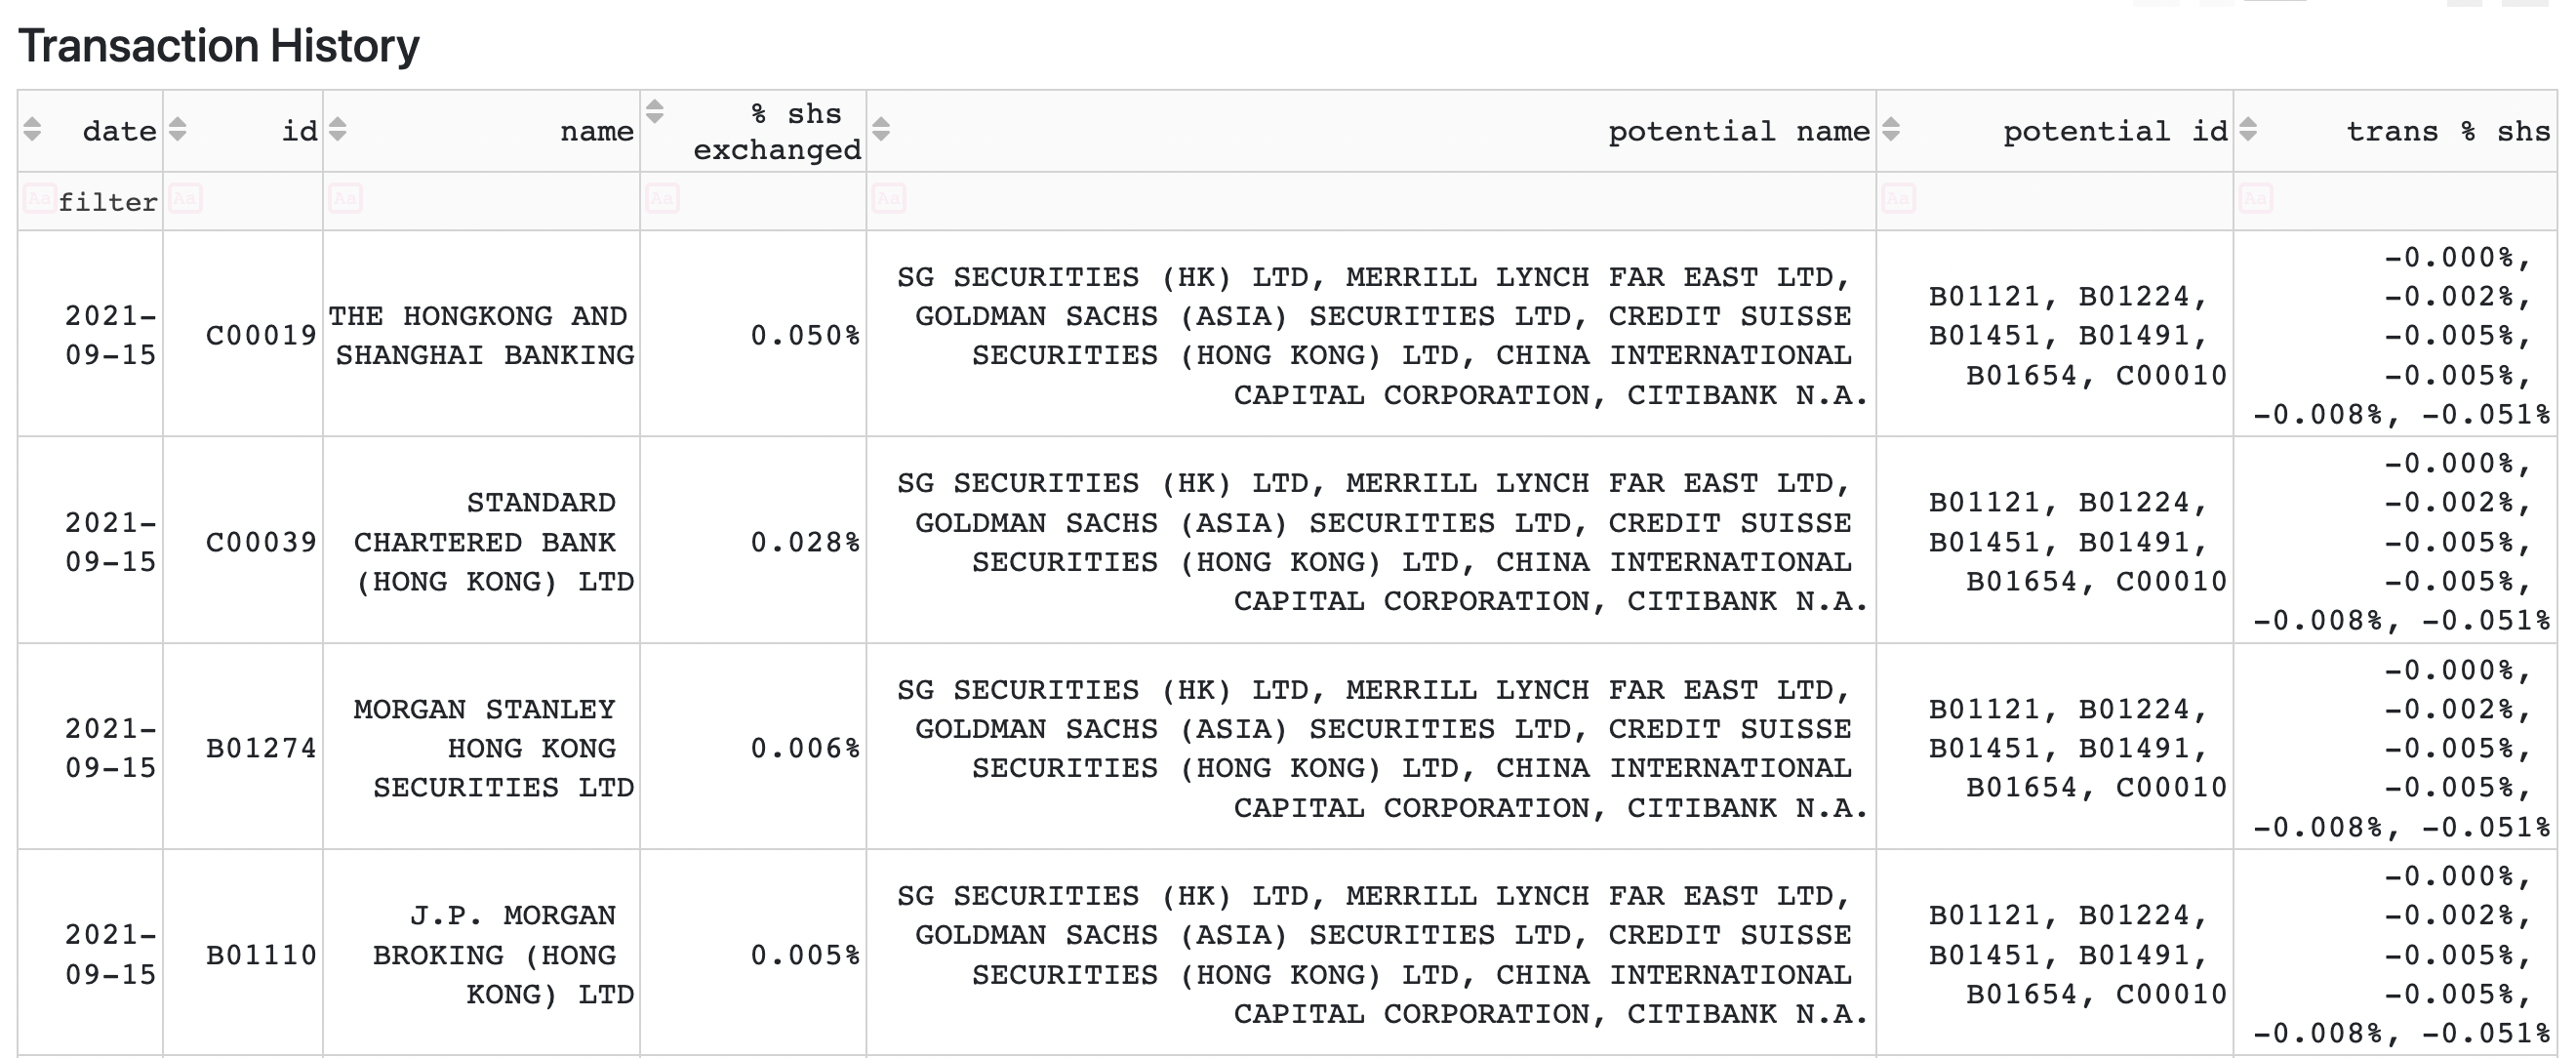 Transaction History
date id name % shs exchanged potential name potential id trans % shs
Aa filter Aa Aa Aa Aa Aa Aa
2021-
09-15
C00019
THE HONGKONG AND
SHANGHAI BANKING
0.050%
SG SECURITIES (HK) LTD, MERRILL LYNCH FAR EAST LTD,
GOLDMAN SACHS (ASIA) SECURITIES LTD, CREDIT SUISSE
SECURITIES (HONG KONG) LTD, CHINA INTERNATIONAL
CAPITAL CORPORATION, CITIBANK N.A.
B01121, B01224,
B01451, B01491,
B01654, C00010
-0.000%,
-0.002%,
-0.005%,
-0.005%,
-0.008%, -0.051%
2021-
09-15
C00039
STANDARD
CHARTERED BANK
(HONG KONG) LTD
0.028%
SG SECURITIES (HK) LTD, MERRILL LYNCH FAR EAST LTD,
GOLDMAN SACHS (ASIA) SECURITIES LTD, CREDIT SUISSE
SECURITIES (HONG KONG) LTD, CHINA INTERNATIONAL
CAPITAL CORPORATION, CITIBANK N.A.
B01121, B01224,
B01451, B01491,
B01654, C00010
-0.000%,
-0.002%,
-0.005%,
-0.005%,
-0.008%, -0.051%
2021-
09-15
B01274
MORGAN STANLEY
HONG KONG
SECURITIES LTD
0.006%
SG SECURITIES (HK) LTD, MERRILL LYNCH FAR EAST LTD,
GOLDMAN SACHS (ASIA) SECURITIES LTD, CREDIT SUISSE
SECURITIES (HONG KONG) LTD, CHINA INTERNATIONAL
CAPITAL CORPORATION, CITIBANK N.A.
B01121, B01224,
B01451, B01491,
B01654, C00010
-0.000%,
-0.002%,
-0.005%,
-0.005%,
-0.008%, -0.051%
2021-
09-15
B01110
J.P. MORGAN
BROKING (HONG
KONG) LTD
0.005%
SG SECURITIES (HK) LTD, MERRILL LYNCH FAR EAST LTD,
GOLDMAN SACHS (ASIA) SECURITIES LTD, CREDIT SUISSE
SECURITIES (HONG KONG) LTD, CHINA INTERNATIONAL
CAPITAL CORPORATION, CITIBANK N.A.
B01121, B01224,
B01451, B01491,
B01654, C00010
-0.000%,
-0.002%,
-0.005%,
-0.005%,
-0.008%, -0.051%